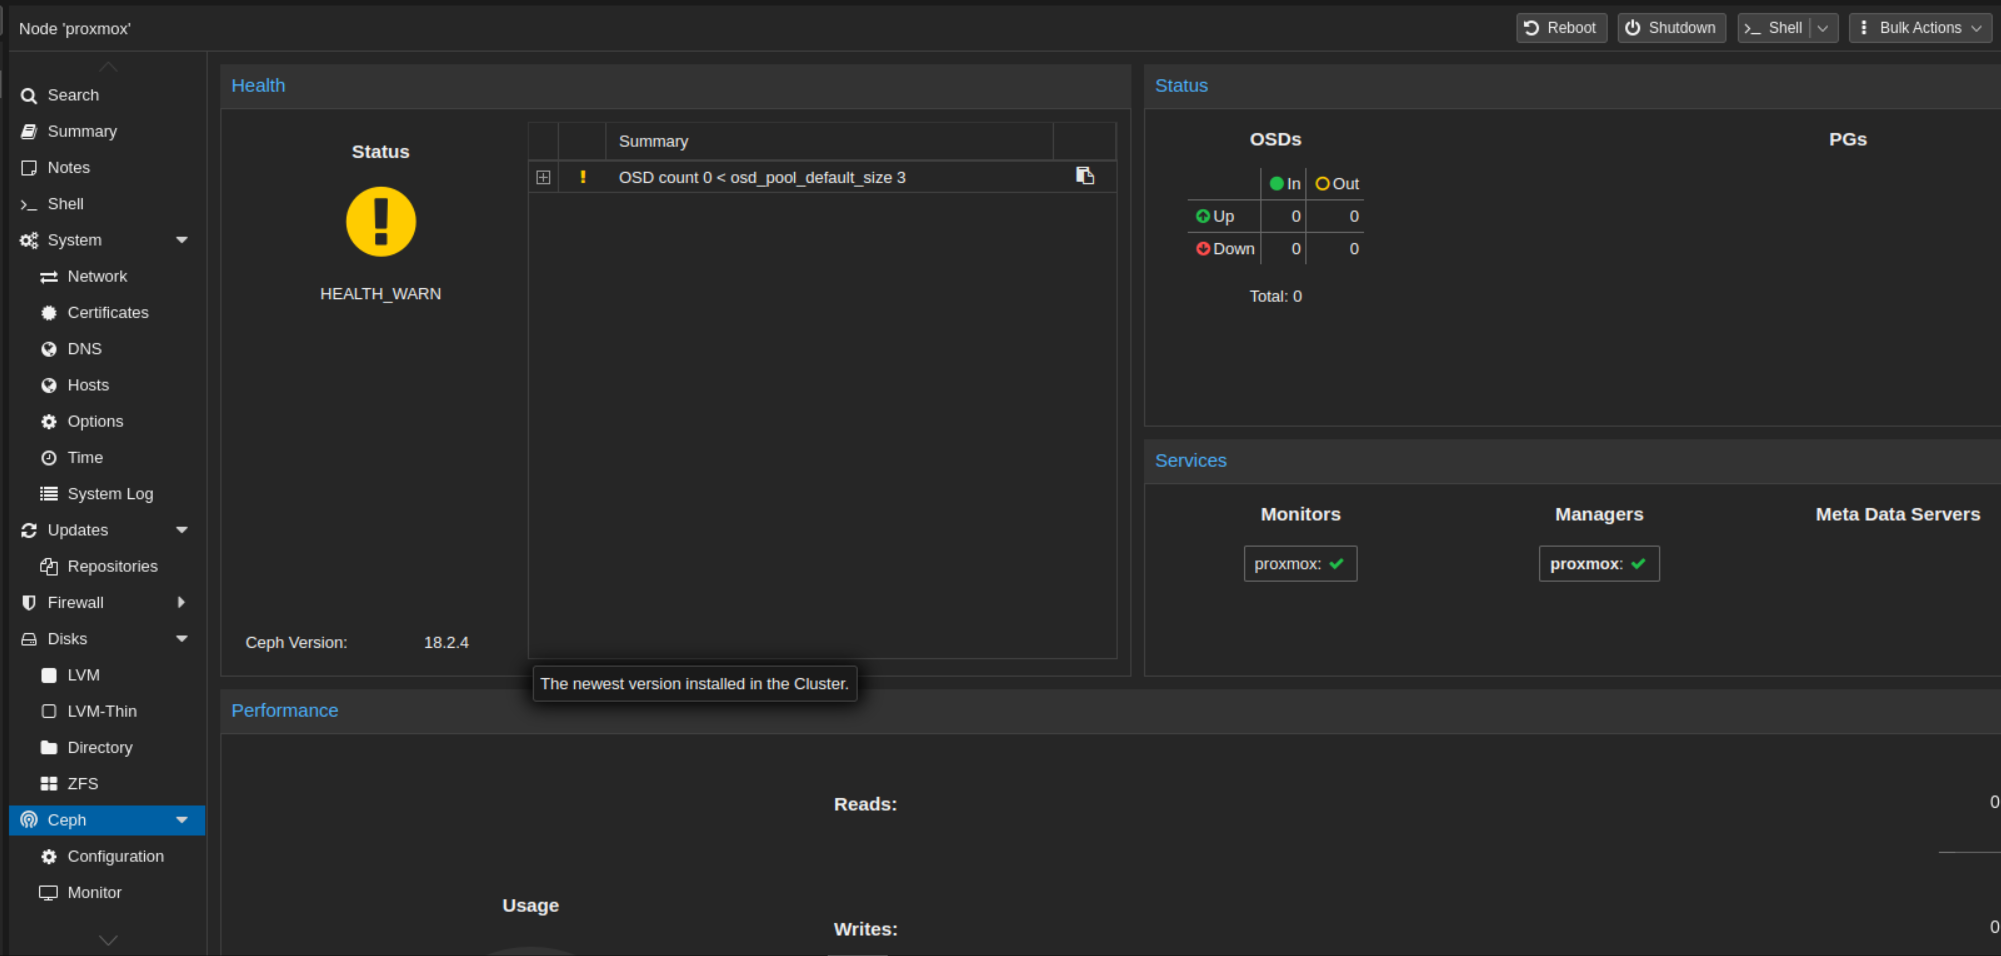 Node 'proxmox'
Reboot
Shutdown
Shell
Bulk Actions
Search
Summary
Notes
Shell
System
Network
Certificates
DNS
Hosts
Options
Time
System Log
Updates
Repositories
Firewall
Disks
LVM
LVM-Thin
Directory
ZFS
Ceph
Configuration
Monitor
Health
Status
HEALTH_WARN
Summary
OSD count 0 < osd_pool_default_size 3
Ceph Version: 18.2.4
The newest version installed in the Cluster.
Status
OSDs
PGs
In Out
Up 0 0
Down 0 0
Total: 0
Services
Monitors
Managers
Meta Data Servers
proxmox:
proxmox:
Performance
Reads:
0
Usage
Writes:
0